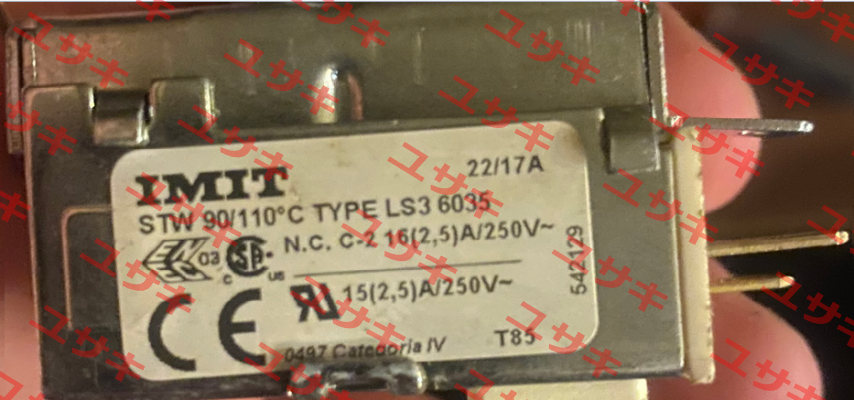 IMIT 22/17A
STW 90/110°C TYPE LS3 6035
03 N.C. C-2 16(2,5)A/250V~
c us
15(2,5)A/250V~
CE
0497 Categoria IV T85
542129
ユサキ